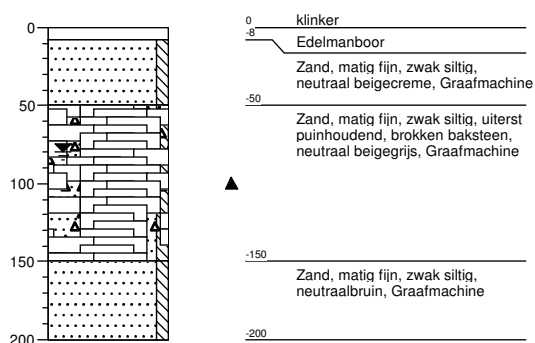 0
50
100
150
200
0
klinker
-8
Edelmanboor
Zand, matig fijn, zwak siltig,
neutraal beigecreme, Graafmachine
-50
Zand, matig fijn, zwak siltig, uiterst
puinhoudend, brokken baksteen,
neutraal beigegrijs, Graafmachine
-150
Zand, matig fijn, zwak siltig,
neutraalbruin, Graafmachine
-200